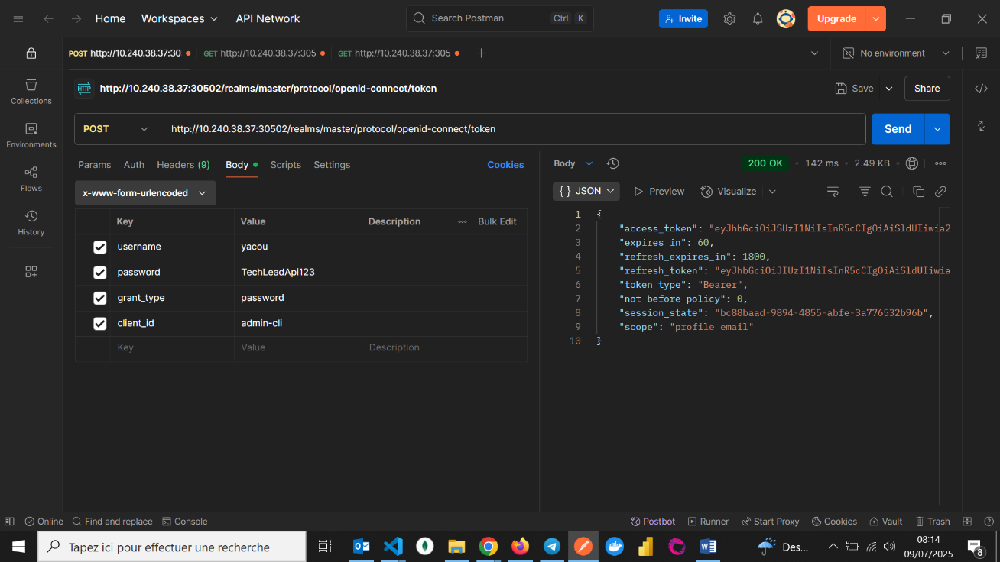 Home Workspaces API Network Search Postman Ctrl K Invite Upgrade
POST http://10.240.38.37:30 GET http://10.240.38.37:305 GET http://10.240.38.37:305 No environment
HTTP http://10.240.38.37:30502/realms/master/protocol/openid-connect/token Save Share
Collections
Environments
Flows
History
POST http://10.240.38.37:30502/realms/master/protocol/openid-connect/token Send
Params Auth Headers (9) Body Scripts Settings Cookies
x-www-form-urlencoded
Key Value Description Bulk Edit
username yacou
password TechLeadApi123
grant_type password
client_id admin-cli
Key Value Description
Body 200 OK 142 ms 2.49 KB
{} JSON Preview Visualize
1 {
2 "access_token": "eyJhbGciOiJSUzI1NiIsInR5cCIgOiAiSldUIiwia2
3 "expires_in": 60,
4 "refresh_expires_in": 1800,
5 "refresh_token": "eyJhbGciOiJIUzI1NiIsInR5cCIgOiAiSldUIiwia
6 "token_type": "Bearer",
7 "not-before-policy": 0,
8 "session_state": "bc88baad-9894-4855-abfe-3a776532b96b",
9 "scope": "profile email"
10 }
Online Find and replace Console Postbot Runner Start Proxy Cookies Vault Trash
Tapez ici pour effectuer une recherche
Des...
08:14
09/07/2025
8